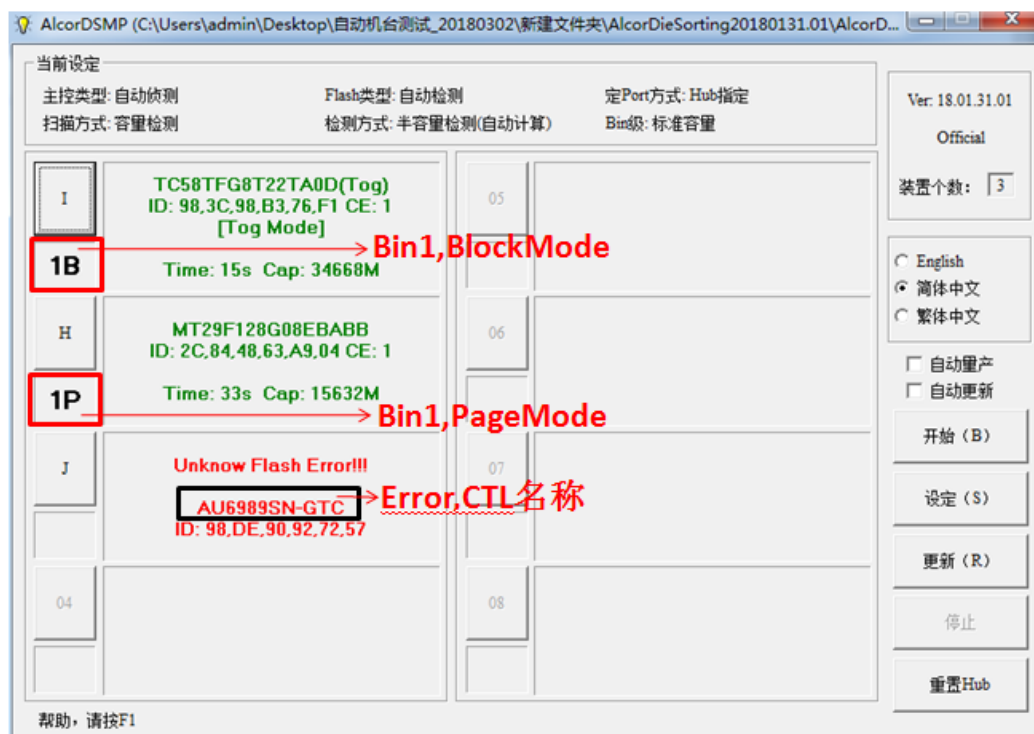 AlcorDSMP (C:\Users\admin\Desktop\自动机台测试_20180302\新建文件夹\AlcorDieSorting20180131.01\AlcorD...
当前设定
主控类型: 自动侦测
Flash类型: 自动检测
定Port方式: Hub指定
扫描方式: 容量检测
检测方式: 半容量检测(自动计算)
Bin级: 标准容量
Ver: 18.01.31.01
Official
装置个数: 3
I
TC58TFG8T22TA0D(Tog)
ID: 98,3C,98,B3,76,F1 CE: 1
[Tog Mode]
1B
Time: 15s Cap: 34668M
Bin1,BlockMode
05
H
MT29F128G08EBABB
ID: 2C,84,48,63,A9,04 CE: 1
1P
Time: 33s Cap: 15632M
Bin1,PageMode
06
J
Unknow Flash Error!!!
AU6989SN-GTC
ID: 98,DE,90,92,72,57
Error,CTL名称
07
04
08
English
简体中文
繁体中文
自动量产
自动更新
开始 (B)
设定 (S)
更新 (R)
停止
重置Hub
帮助，请按F1